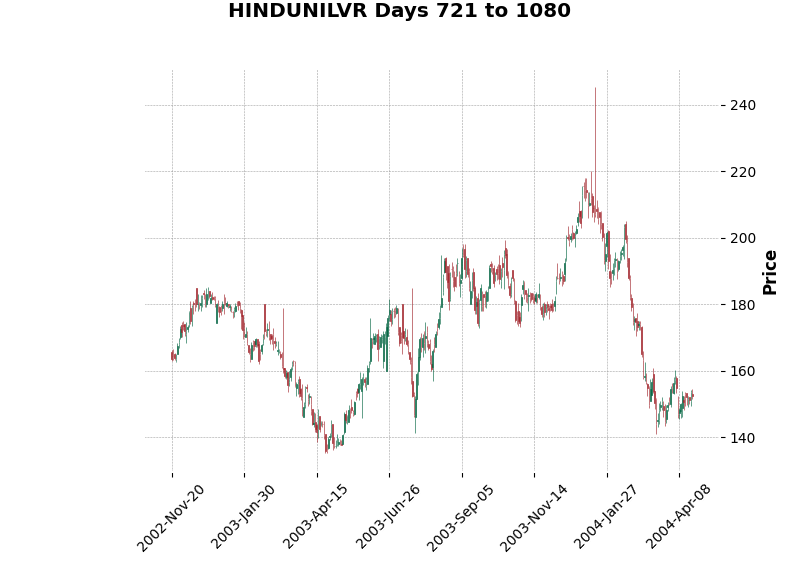 HINDUNILVR Days 721 to 1080
240
220
200
180
160
140
Price
2002-Nov-20
2003-Jan-30
2003-Apr-15
2003-Jun-26
2003-Sep-05
2003-Nov-14
2004-Jan-27
2004-Apr-08